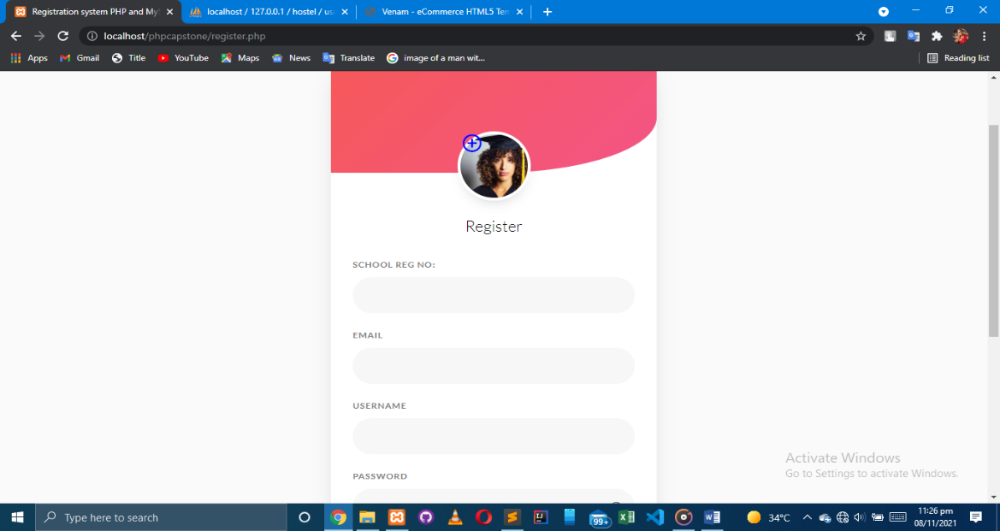 Registration system PHP and My
localhost / 127.0.0.1 / hostel / us
Venam - eCommerce HTML5 Ten
localhost/phpcapstone/register.php
Apps
Gmail
Title
YouTube
Maps
News
Translate
image of a man wit...
Reading list
Register
SCHOOL REG NO:
EMAIL
USERNAME
PASSWORD
Activate Windows
Go to Settings to activate Windows.
Type here to search
99+
34°C
11:26 pm
08/11/2021